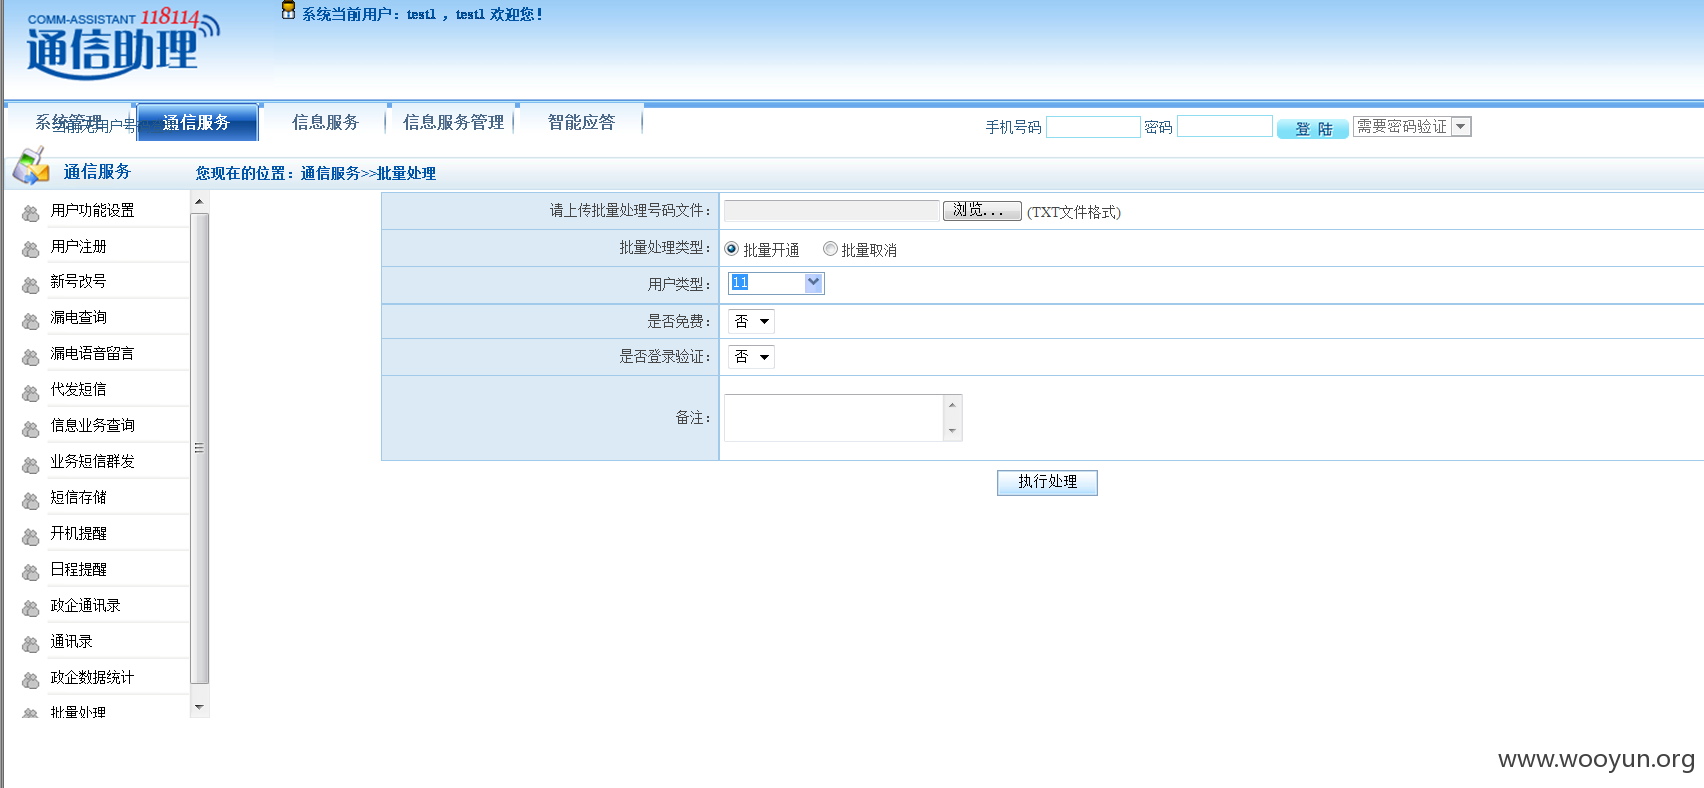 COMM-ASSISTANT 118114
通信助理
系统当前用户：test1 ，test1 欢迎您！
系统管理
通信服务
信息服务
信息服务管理
智能应答
手机号码
密码
登 陆
需要密码验证
通信服务
您现在的位置：通信服务>>批量处理
用户功能设置
用户注册
新号改号
漏电查询
漏电语音留言
代发短信
信息业务查询
业务短信群发
短信存储
开机提醒
日程提醒
政企通讯录
通讯录
政企数据统计
批量处理
请上传批量处理号码文件：
浏览... (TXT文件格式)
批量处理类型：
批量开通 批量取消
用户类型：
11
是否免费：
否
是否登录验证：
否
备注：
执行处理
www.wooyun.org